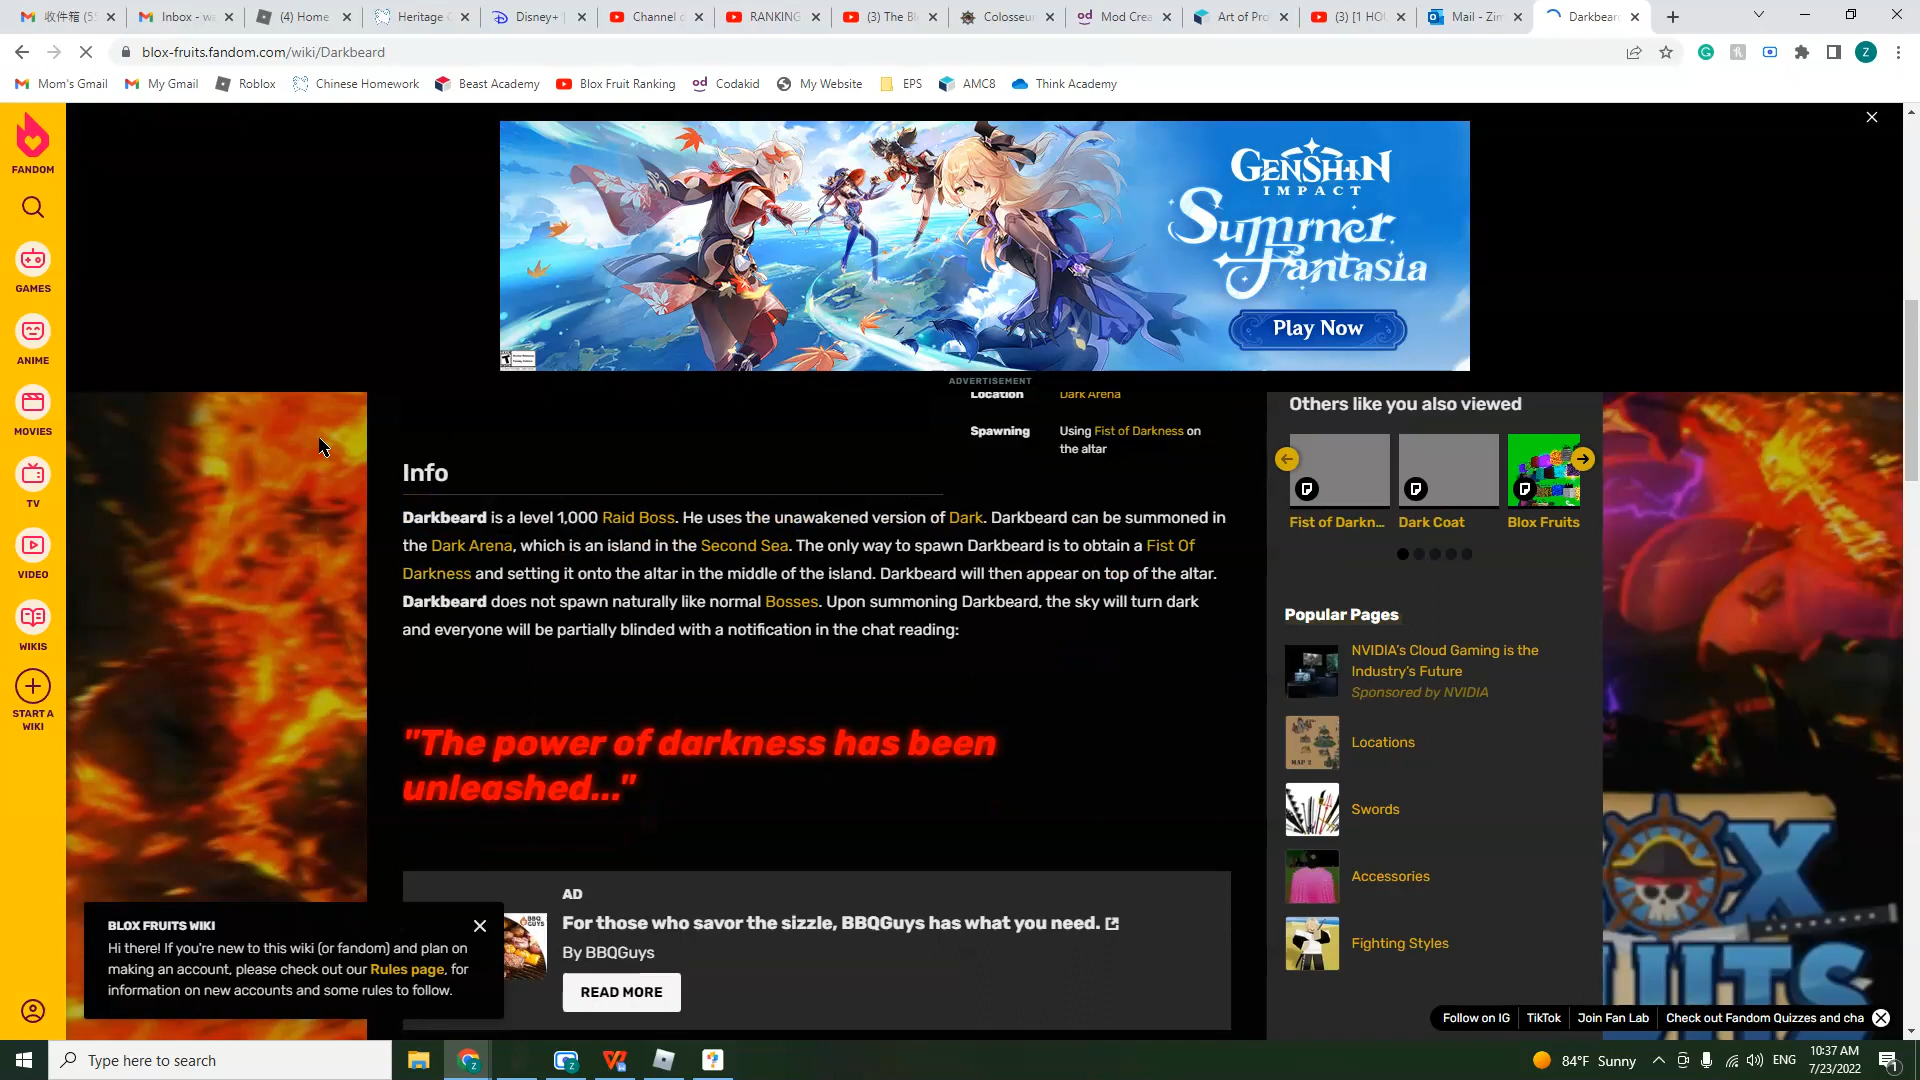 收件箱 (55
Inbox - wa
(4) Home
Heritage C
Disney+
Channel c
RANKING
(3) The Bl
Colosseum
Mod Crea
Art of Pro
(3) [1 HOU
Mail - Zim
Darkbeard
blox-fruits.fandom.com/wiki/Darkbeard
Z
Mom's Gmail
My Gmail
Roblox
Chinese Homework
Beast Academy
Blox Fruit Ranking
Codakid
My Website
EPS
AMC8
Think Academy
FANDOM
GAMES
ANIME
MOVIES
TV
VIDEO
WIKIS
START A
WIKI
GENSHIN
IMPACT
Summer
Fantasia
Play Now
ADVERTISEMENT
Location Dark Arena
Spawning Using Fist of Darkness on
the altar
Info
Darkbeard is a level 1,000 Raid Boss. He uses the unawakened version of Dark. Darkbeard can be summoned in
the Dark Arena, which is an island in the Second Sea. The only way to spawn Darkbeard is to obtain a Fist Of
Darkness and setting it onto the altar in the middle of the island. Darkbeard will then appear on top of the altar.
Darkbeard does not spawn naturally like normal Bosses. Upon summoning Darkbeard, the sky will turn dark
and everyone will be partially blinded with a notification in the chat reading:
"The power of darkness has been
unleashed..."
AD
For those who savor the sizzle, BBQGuys has what you need.
By BBQGuys
READ MORE
BBQ
GUYS
BLOX FRUITS WIKI
Hi there! If you're new to this wiki (or fandom) and plan on
making an account, please check out our Rules page, for
information on new accounts and some rules to follow.
Others like you also viewed
Fist of Darkn...
Dark Coat
Blox Fruits
Popular Pages
NVIDIA's Cloud Gaming is the
Industry's Future
Sponsored by NVIDIA
MAP 2
Locations
Swords
Accessories
Fighting Styles
Follow on IG
TikTok
Join Fan Lab
Check out Fandom Quizzes and cha
Type here to search
84°F Sunny
ENG
10:37 AM
7/23/2022
1